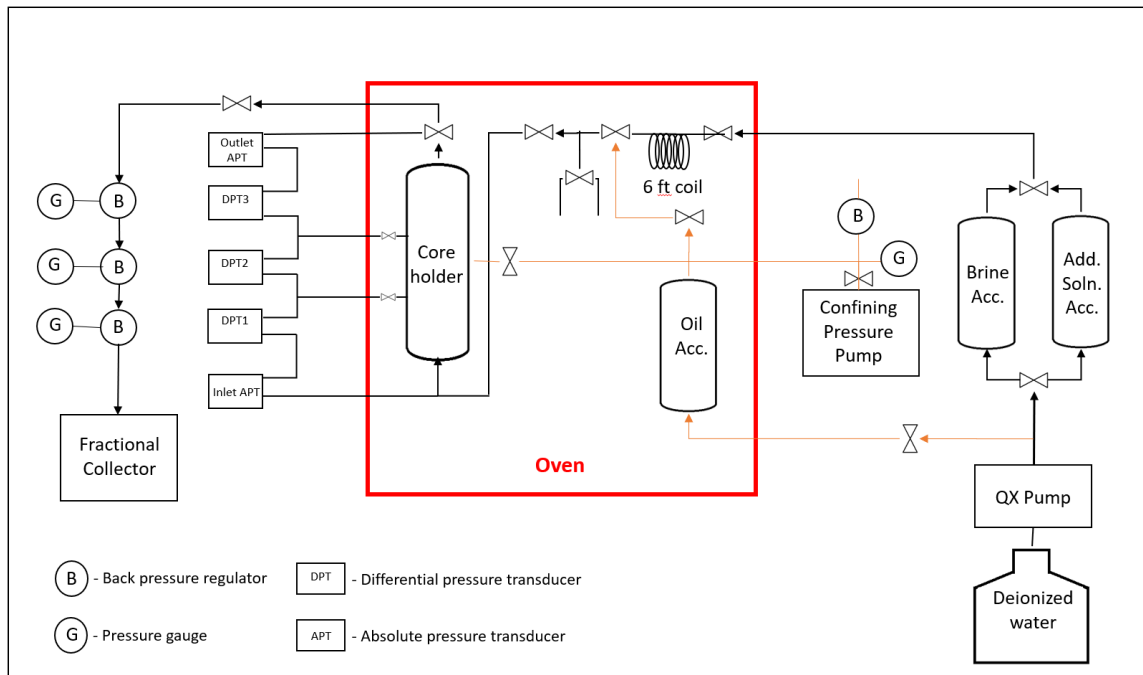 Outlet
APT
DPT3
DPT2
DPT1
Inlet APT
G
B
G
B
G
B
Fractional
Collector
Core
holder
6 ft coil
Oil
Acc.
Oven
B
G
Confining
Pressure
Pump
Brine
Acc.
Add.
Soln.
Acc.
QX Pump
Deionized
water
B - Back pressure regulator
DPT - Differential pressure transducer
G - Pressure gauge
APT - Absolute pressure transducer